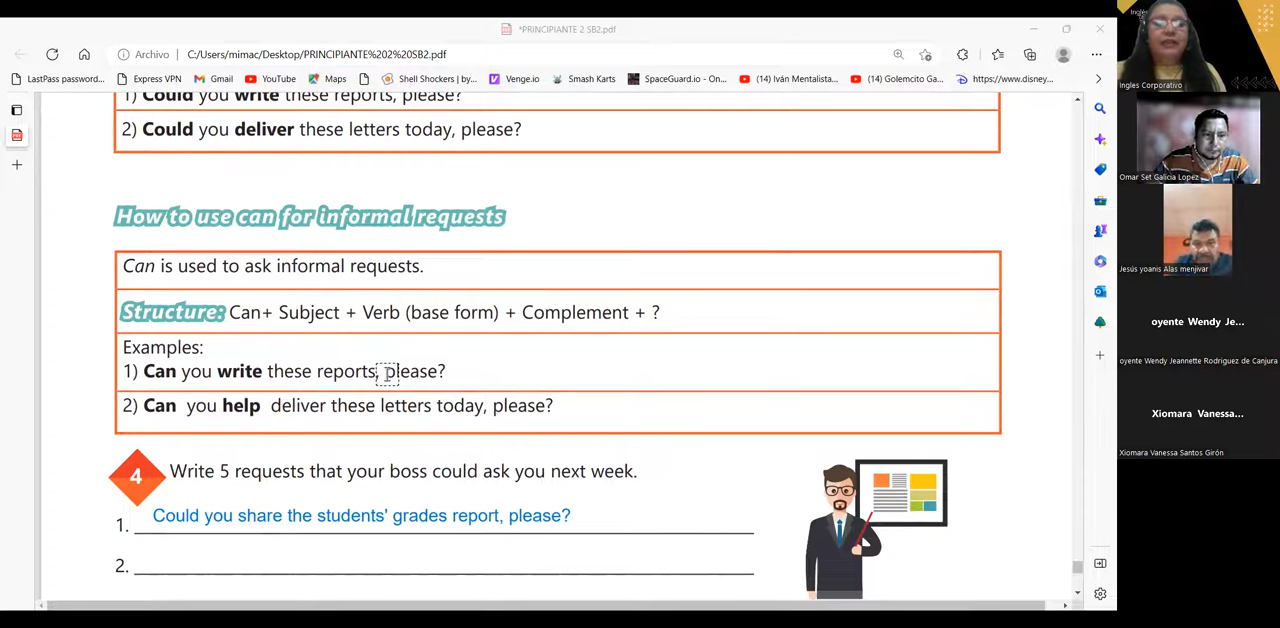 *PRINCIPIANTE 2 SB2.pdf
Archivo
C:/Users/mimac/Desktop/PRINCIPIANTE%202%20SB2.pdf
LastPass password...
Express VPN
Gmail
YouTube
Maps
Shell Shockers | by...
Venge.io
Smash Karts
SpaceGuard.io - On...
(14) Iván Mentalista...
(14) Golemcito Ga...
https://www.disney...
1) Could you write these reports, please?
2) Could you deliver these letters today, please?
How to use can for informal requests
Can is used to ask informal requests.
Structure: Can+ Subject + Verb (base form) + Complement + ?
Examples:
1) Can you write these reports, please?
2) Can you help deliver these letters today, please?
4
Write 5 requests that your boss could ask you next week.
1. Could you share the students' grades report, please?
2.
Ingles Corporativo
Omar Set Galicia Lopez
Jesús yoanis Alas menjivar
oyente Wendy Je...
oyente Wendy Jeannette Rodriguez de Canjura
Xiomara Vanessa...
Xiomara Vanessa Santos Girón